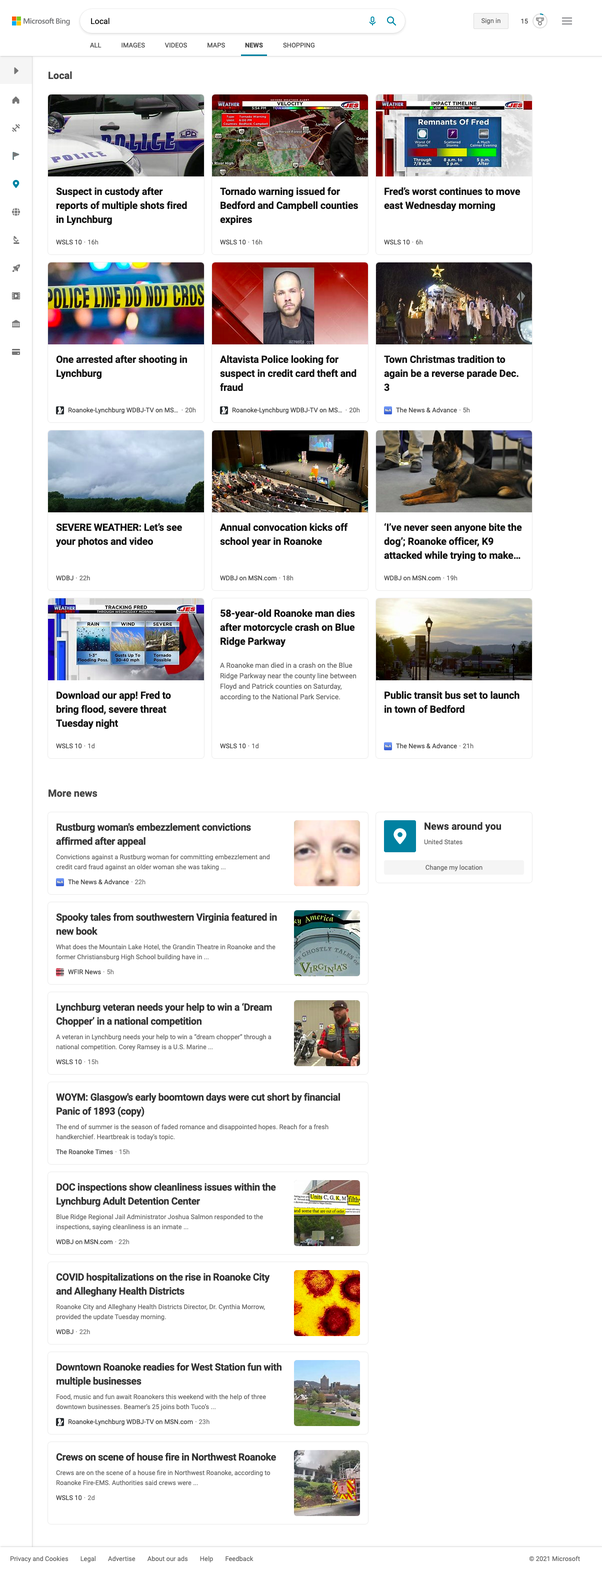 Microsoft Bing
Local
Sign in
15
ALL IMAGES VIDEOS MAPS NEWS SHOPPING
Local
POLICE
POLICE
LPD
Suspect in custody after
reports of multiple shots fired
in Lynchburg
WSLS 10 · 16h
WEATHER
VELOCITY
Tornado warning issued for
Bedford and Campbell counties
expires
WSLS 10 · 16h
WEATHER
IMPACT TIMELINE
Remnants Of Fred
Fred's worst continues to move
east Wednesday morning
WSLS 10 · 6h
POLICE LINE DO NOT CROS
One arrested after shooting in
Lynchburg
Roanoke-Lynchburg WDBJ-TV on MS... · 20h
Altavista Police looking for
suspect in credit card theft and
fraud
Roanoke-Lynchburg WDBJ-TV on MS... · 20h
Town Christmas tradition to
again be a reverse parade Dec.
3
The News & Advance · 5h
SEVERE WEATHER: Let's see
your photos and video
WDBJ · 22h
Annual convocation kicks off
school year in Roanoke
WDBJ on MSN.com · 18h
'I've never seen anyone bite the
dog'; Roanoke officer, K9
attacked while trying to make...
WDBJ on MSN.com · 19h
WEATHER
TRACKING FRED
RAIN WIND SEVERE
Download our app! Fred to
bring flood, severe threat
Tuesday night
WSLS 10 · 1d
58-year-old Roanoke man dies
after motorcycle crash on Blue
Ridge Parkway
A Roanoke man died in a crash on the Blue
Ridge Parkway near the county line between
Floyd and Patrick counties on Saturday,
according to the National Park Service.
WSLS 10 · 1d
Public transit bus set to launch
in town of Bedford
The News & Advance · 21h
More news
Rustburg woman's embezzlement convictions
affirmed after appeal
Convictions against a Rustburg woman for committing embezzlement and
credit card fraud against an older woman she was taking ...
The News & Advance · 22h
News around you
United States
Change my location
Spooky tales from southwestern Virginia featured in
new book
What does the Mountain Lake Hotel, the Grandin Theatre in Roanoke and the
former Christiansburg High School building have in ...
WFIR News · 5h
America
GHOSTLY TALES
VIRGINIA'S
Lynchburg veteran needs your help to win a 'Dream
Chopper' in a national competition
A veteran in Lynchburg needs your help to win a "dream chopper" through a
national competition. Corey Ramsey is a U.S. Marine ...
WSLS 10 · 15h
WOYM: Glasgow's early boomtown days were cut short by financial
Panic of 1893 (copy)
The end of summer is the season of faded romance and disappointed hopes. Reach for a fresh
handkerchief. Heartbreak is today's topic.
The Roanoke Times · 15h
DOC inspections show cleanliness issues within the
Lynchburg Adult Detention Center
Blue Ridge Regional Jail Administrator Joshua Salmon responded to the
inspections, saying cleanliness is an inmate ...
WDBJ on MSN.com · 22h
COVID hospitalizations on the rise in Roanoke City
and Alleghany Health Districts
Roanoke City and Alleghany Health Districts Director, Dr. Cynthia Morrow,
provided the update Tuesday morning.
WDBJ · 22h
Downtown Roanoke readies for West Station fun with
multiple businesses
Food, music and fun await Roanokers this weekend with the help of three
downtown businesses. Beamer's 25 joins both Tuco's ...
Roanoke-Lynchburg WDBJ-TV on MSN.com · 23h
Crews on scene of house fire in Northwest Roanoke
Crews are on the scene of a house fire in Northwest Roanoke, according to
Roanoke Fire-EMS. Authorities said crews were ...
WSLS 10 · 2d
Privacy and Cookies Legal Advertise About our ads Help Feedback
© 2021 Microsoft